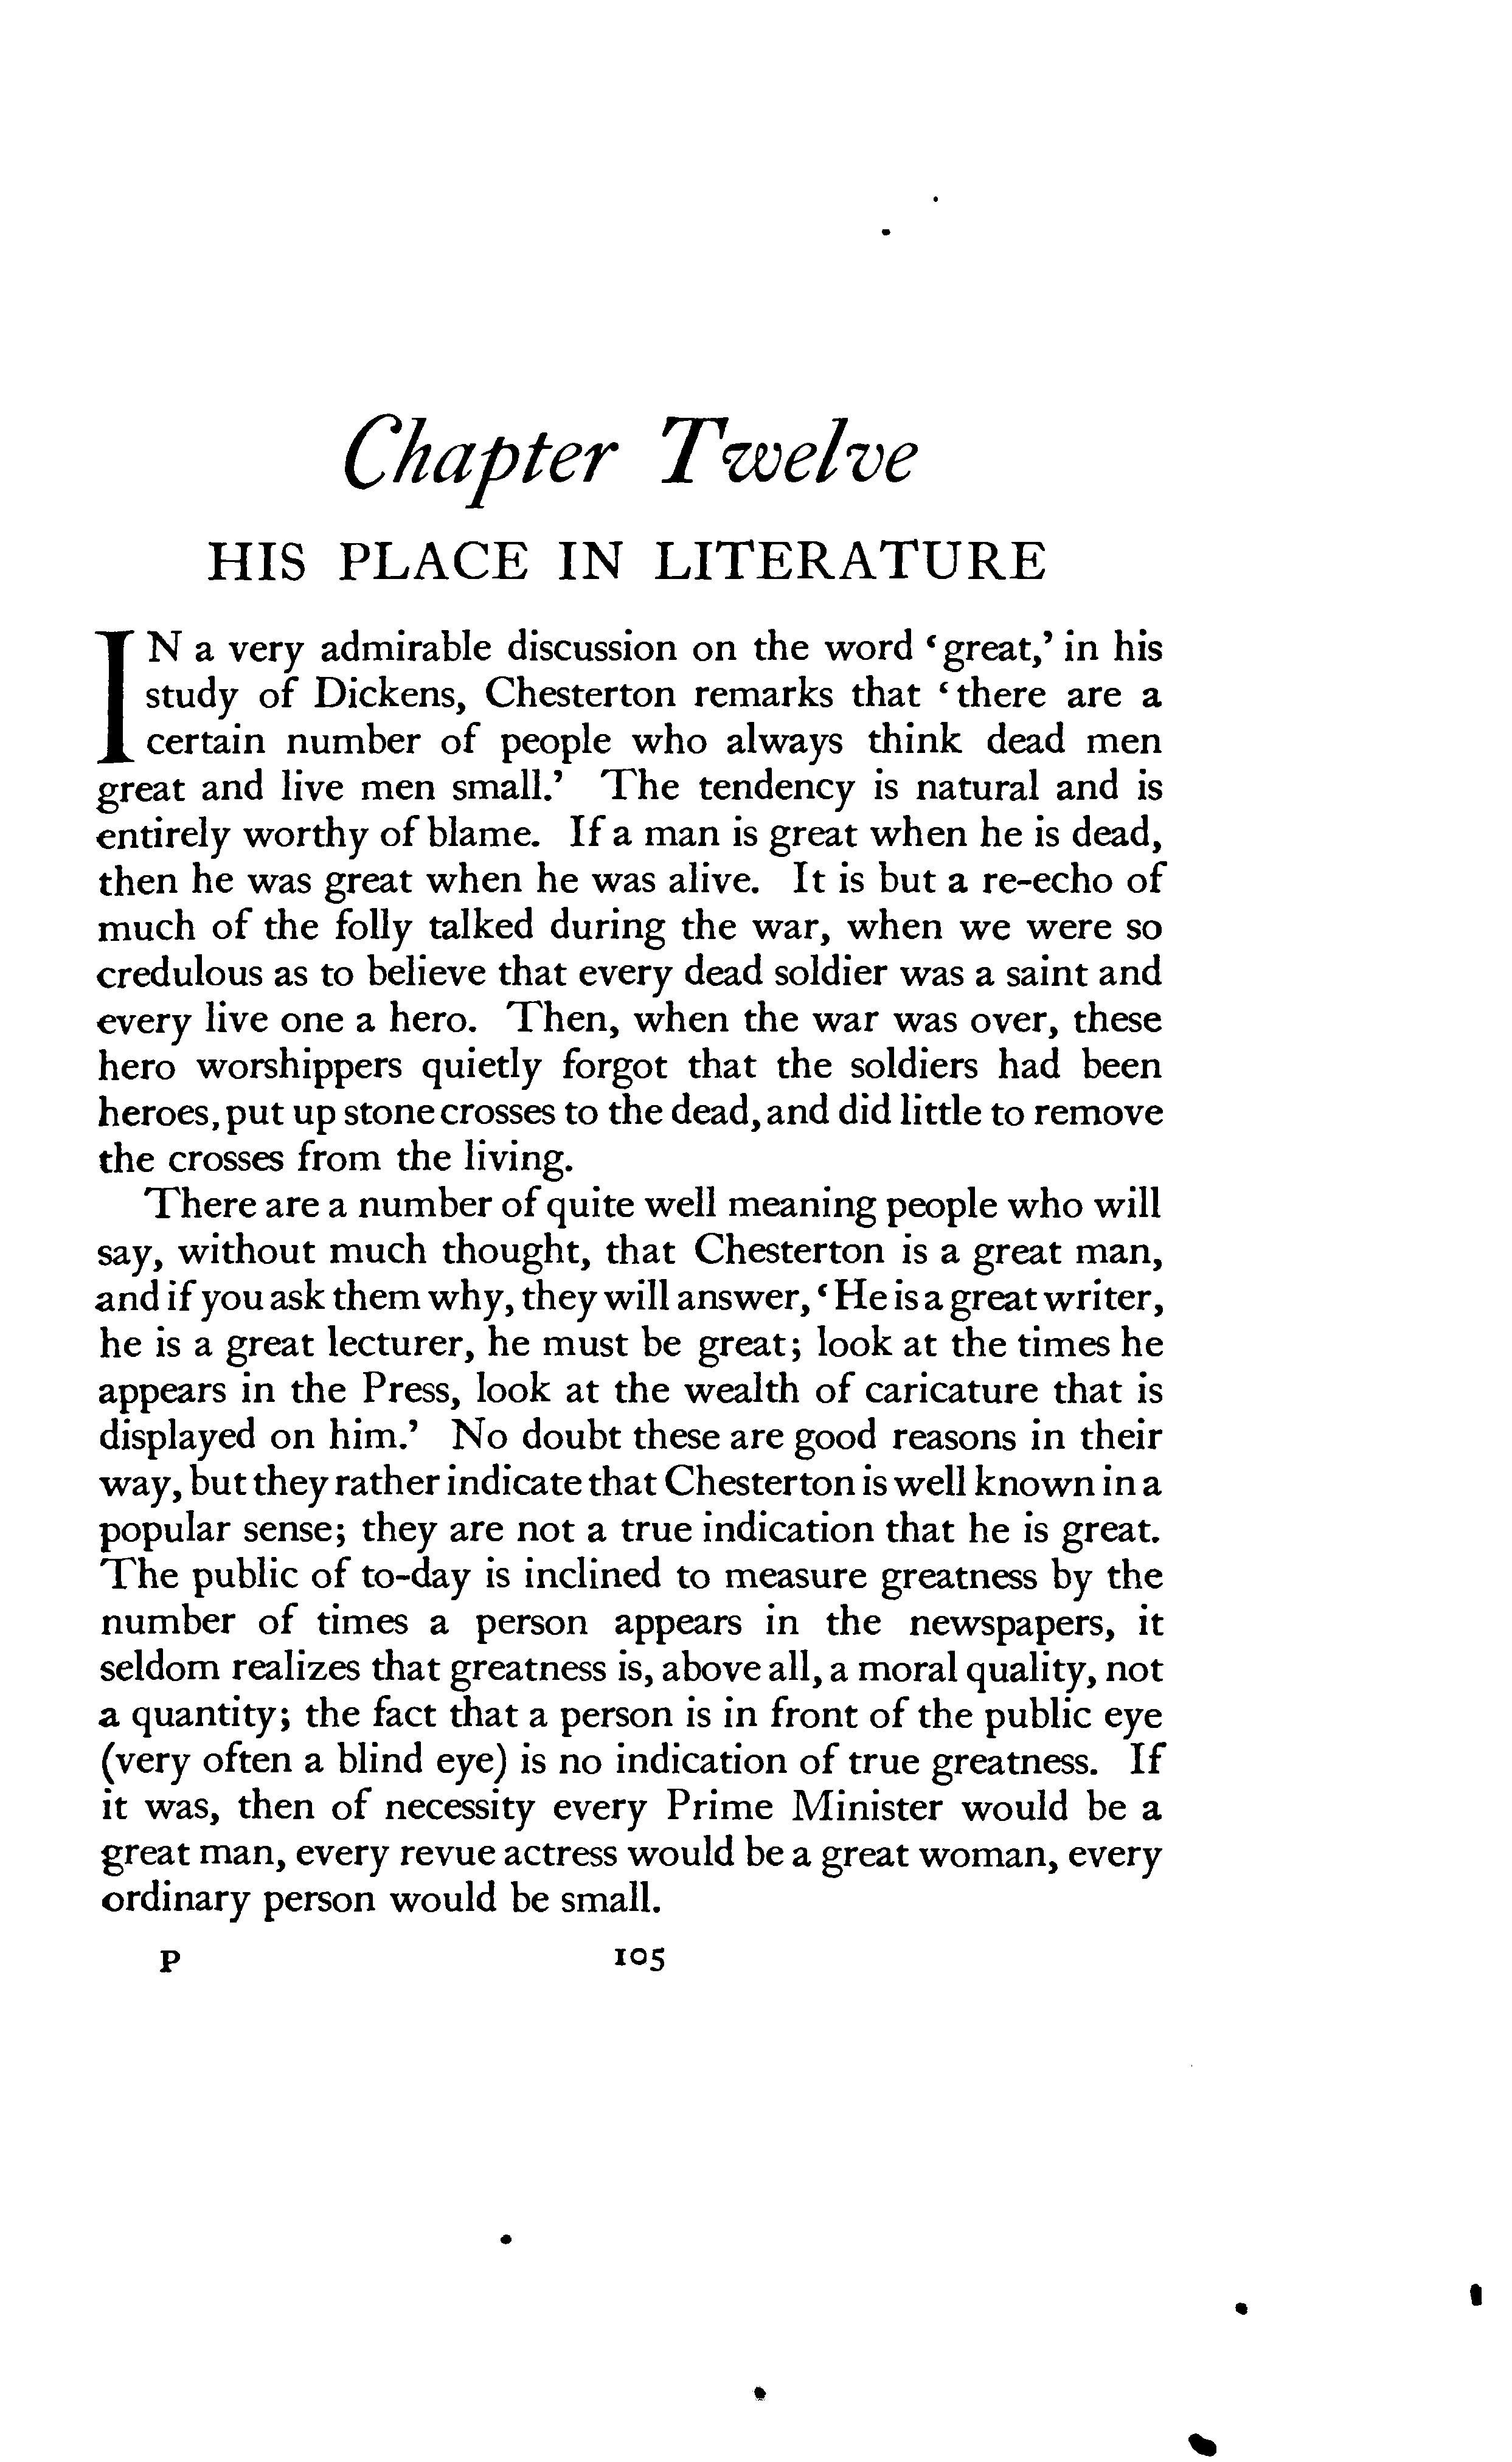 Chapter Twelve
HIS PLACE IN LITERATURE
IN a very admirable discussion on the word ‘great,’ in his
study of Dickens, Chesterton remarks that ‘there are a
certain number of people who always think dead men
great and live men small.’ The tendency is natural and is
entirely worthy of blame. If a man is great when he is dead,
then he was great when he was alive. It is but a re-echo of
much of the folly talked during the war, when we were so
credulous as to believe that every dead soldier was a saint and
every live one a hero. Then, when the war was over, these
hero worshippers quietly forgot that the soldiers had been
heroes, put up stone crosses to the dead, and did little to remove
the crosses from the living.
There are a number of quite well meaning people who will
say, without much thought, that Chesterton is a great man,
and if you ask them why, they will answer, ‘He is a great writer,
he is a great lecturer, he must be great; look at the times he
appears in the Press, look at the wealth of caricature that is
displayed on him.’ No doubt these are good reasons in their
way, but they rather indicate that Chesterton is well known in a
popular sense; they are not a true indication that he is great.
The public of to-day is inclined to measure greatness by the
number of times a person appears in the newspapers, it
seldom realizes that greatness is, above all, a moral quality, not
a quantity; the fact that a person is in front of the public eye
(very often a blind eye) is no indication of true greatness. If
it was, then of necessity every Prime Minister would be a
great man, every revue actress would be a great woman, every
ordinary person would be small.
P 105